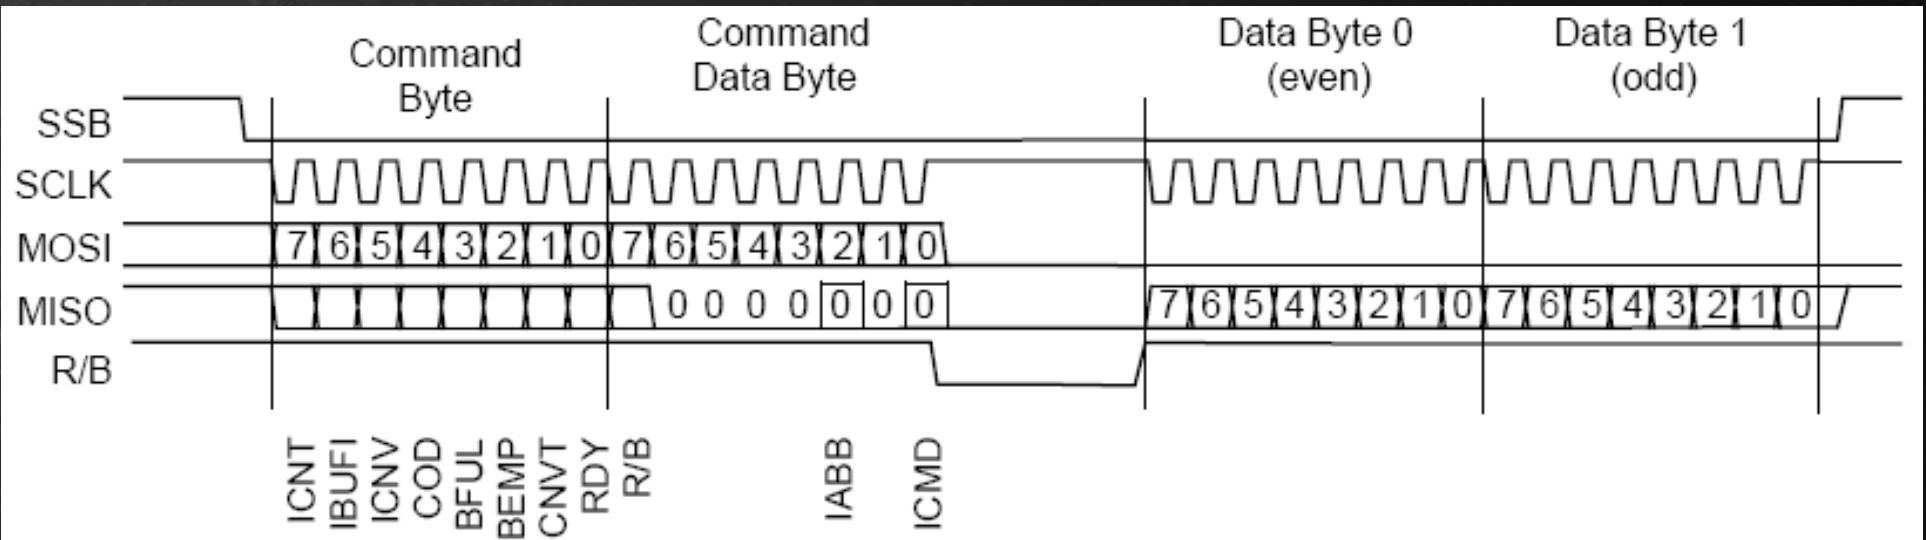 Command
Byte
Command
Data Byte
Data Byte 0
(even)
Data Byte 1
(odd)
SSB
SCLK
MOSI 7 6 5 4 3 2 1 0 7 6 5 4 3 2 1 0
MISO 0 0 0 0 0 0 0 7 6 5 4 3 2 1 0 7 6 5 4 3 2 1 0
R/B
ICNT
IBUFI
ICNV
COD
BFUL
BEMP
CNVT
RDY
R/B
IABB
ICMD